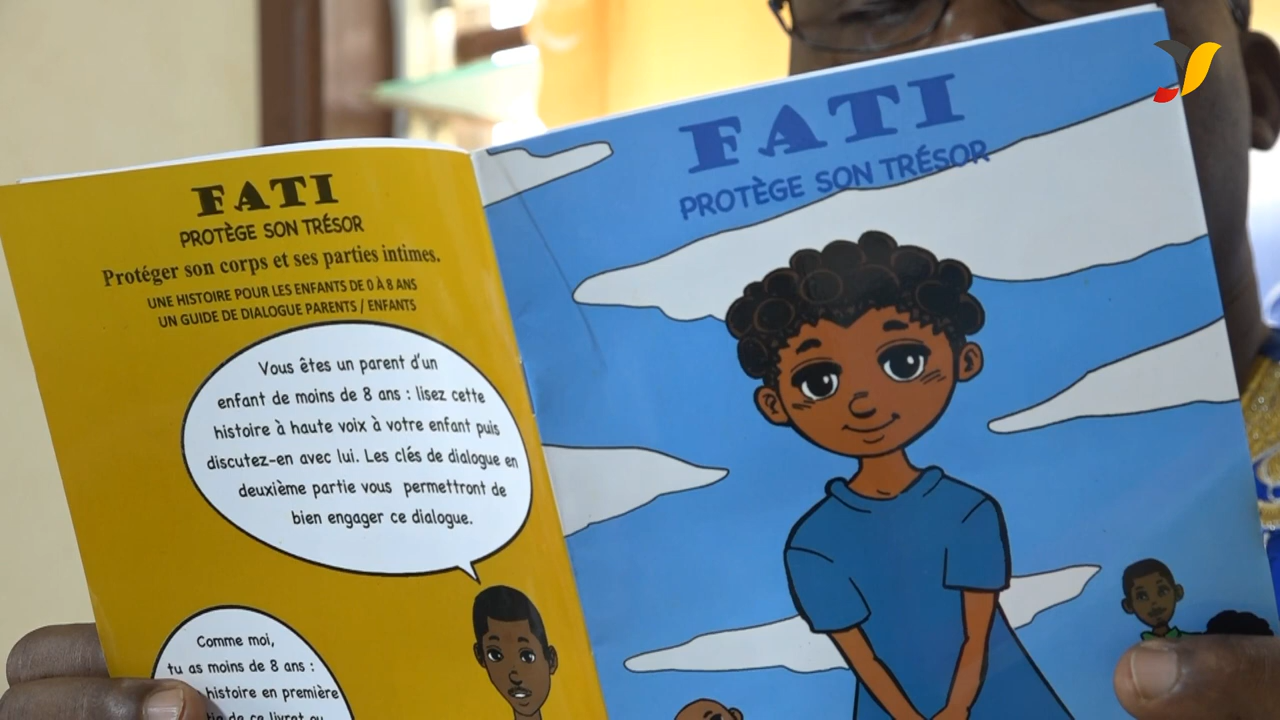 FATI
PROTÈGE SON TRÉSOR
Protéger son corps et ses parties intimes.
UNE HISTOIRE POUR LES ENFANTS DE 0 À 8 ANS
UN GUIDE DE DIALOGUE PARENTS / ENFANTS
Vous êtes un parent d'un
enfant de moins de 8 ans : lisez cette
histoire à haute voix à votre enfant puis
discutez-en avec lui. Les clés de dialogue en
deuxième partie vous permettront de
bien engager ce dialogue.
Comme moi,
tu as moins de 8 ans :
histoire en première
de ce livret ou
FATI
PROTÈGE SON TRÉSOR